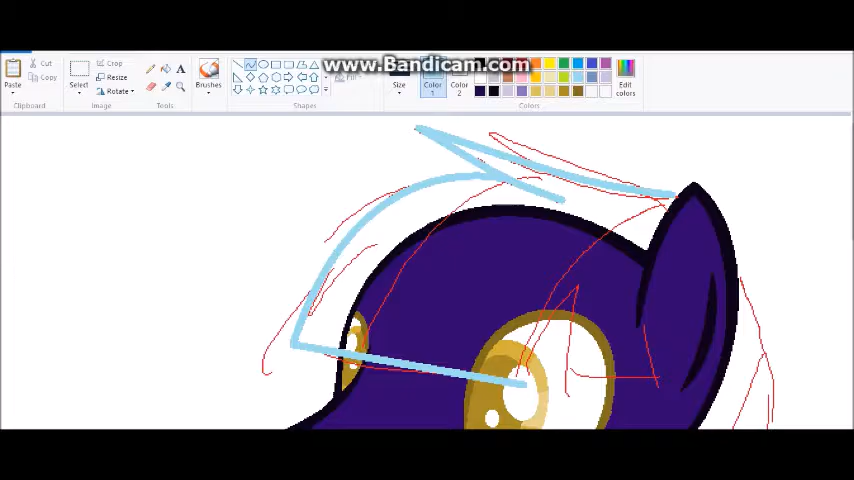 www.Bandicam.com
Cut
Crop
Copy
Resize
Paste
Select
Rotate
A
Brushes
Fill
Size
Color
1
Color
2
Edit
colors
Clipboard
Image
Tools
Shapes
Colors